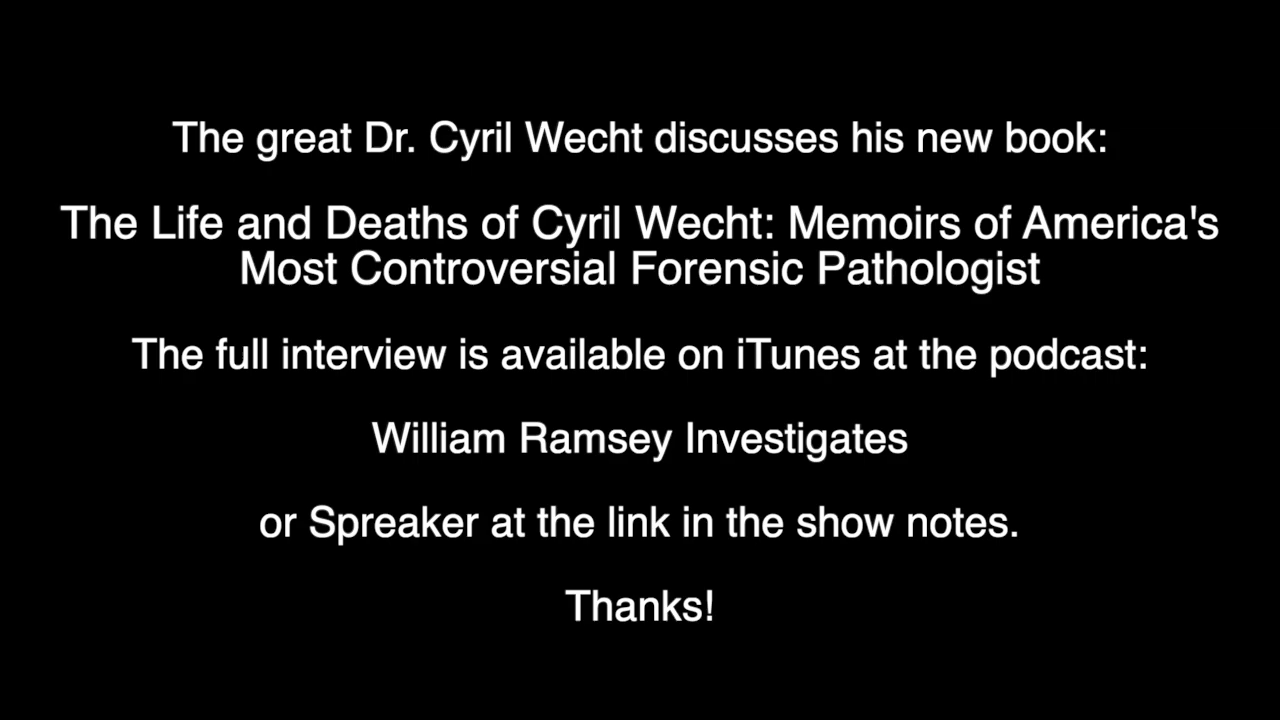 The great Dr. Cyril Wecht discusses his new book:
The Life and Deaths of Cyril Wecht: Memoirs of America's
Most Controversial Forensic Pathologist
The full interview is available on iTunes at the podcast:
William Ramsey Investigates
or Spreaker at the link in the show notes.
Thanks!